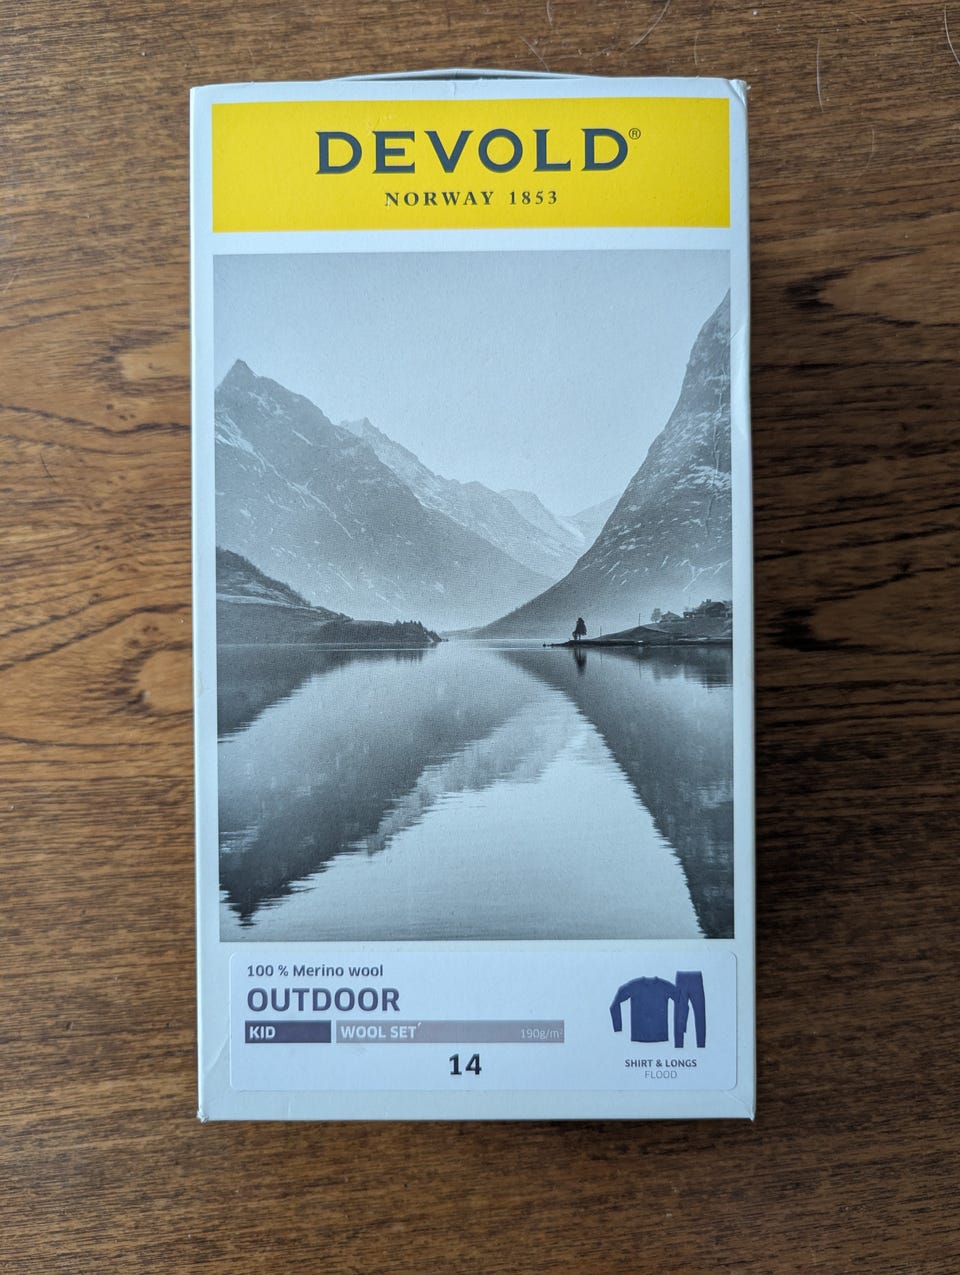 DEVOLD®
NORWAY 1853
100 % Merino wool
OUTDOOR
KID WOOL SET´ 190g/m²
14
SHIRT & LONGS
FLOOD